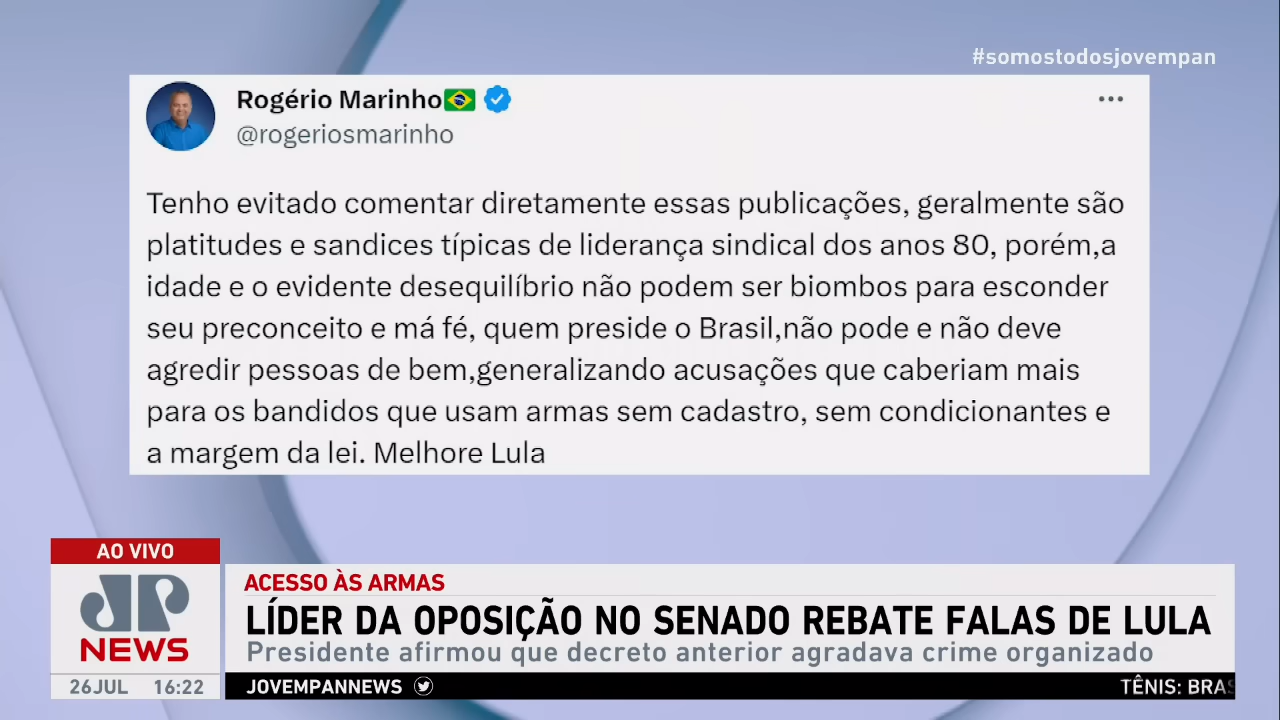 #somostodosjovempan
Rogério Marinho
@rogeriosmarinho
Tenho evitado comentar diretamente essas publicações, geralmente são
platitudes e sandices típicas de liderança sindical dos anos 80, porém,a
idade e o evidente desequilíbrio não podem ser biombos para esconder
seu preconceito e má fé, quem preside o Brasil,não pode e não deve
agredir pessoas de bem,generalizando acusações que caberiam mais
para os bandidos que usam armas sem cadastro, sem condicionantes e
a margem da lei. Melhore Lula
AO VIVO
JP
NEWS
26JUL 16:22
ACESSO ÀS ARMAS
LÍDER DA OPOSIÇÃO NO SENADO REBATE FALAS DE LULA
Presidente afirmou que decreto anterior agradava crime organizado
JOVEMPANNEWS
TÊNIS: BRAS